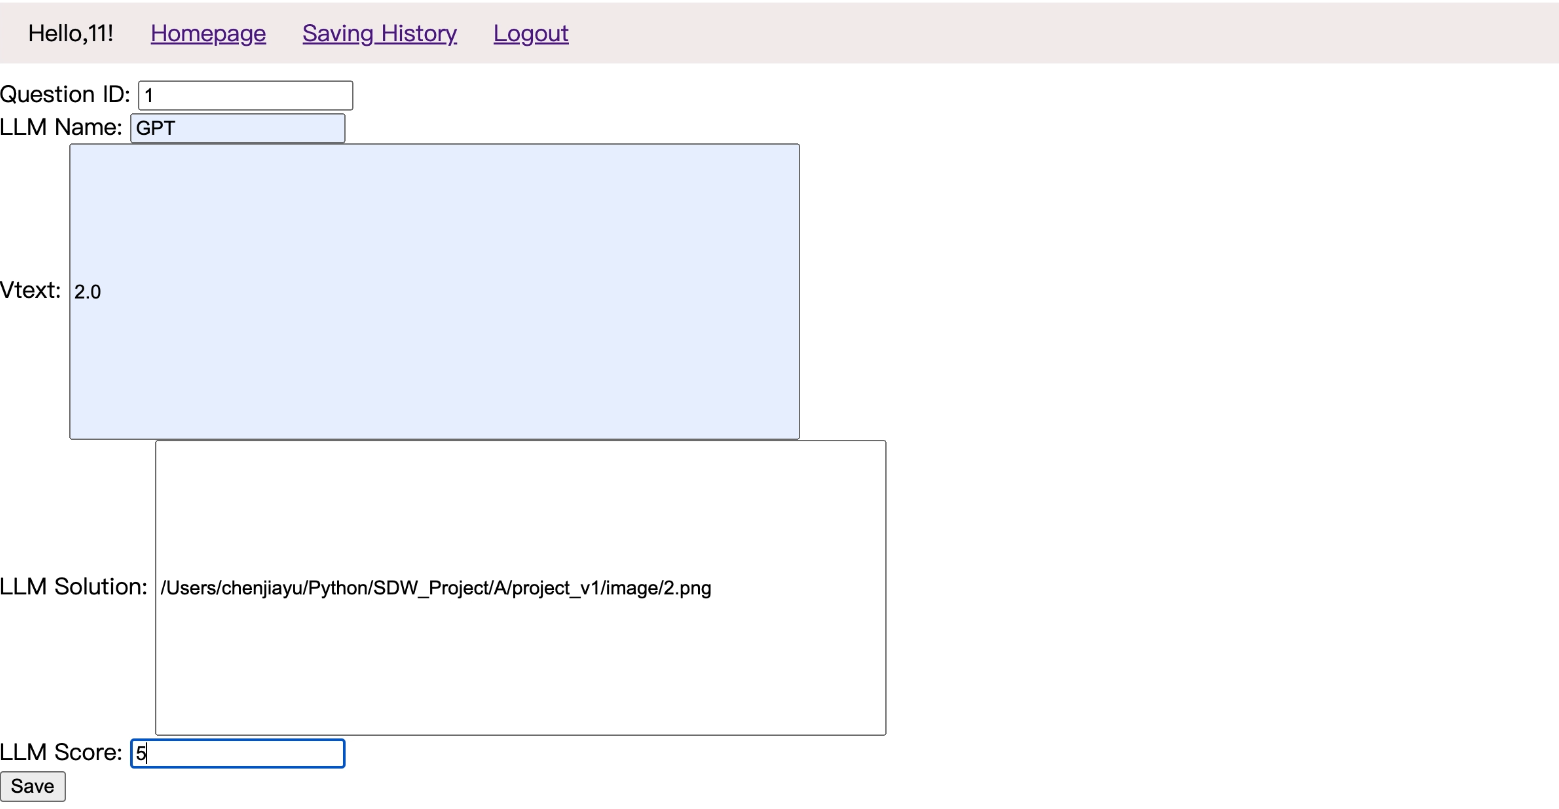 Hello,11! Homepage Saving History Logout
Question ID: 1
LLM Name: GPT
Vtext: 2.0
LLM Solution: /Users/chenjiayu/Python/SDW_Project/A/project_v1/image/2.png
LLM Score: 5
Save